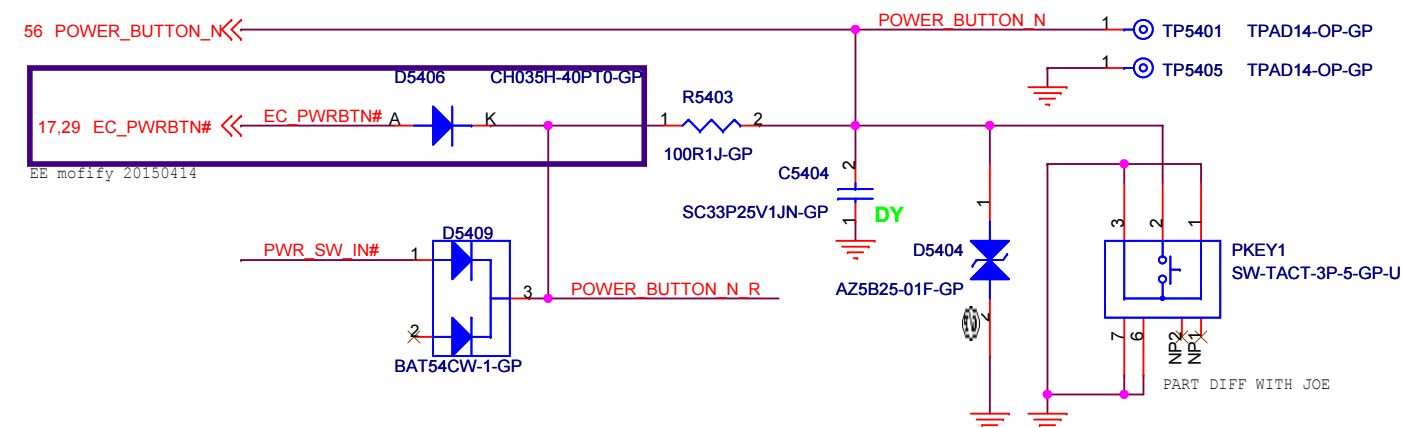 56 POWER_BUTTON_N
POWER_BUTTON_N
1
TP5401 TPAD14-OP-GP
1
TP5405 TPAD14-OP-GP
D5406 CH035H-40PT0-GP
17,29 EC_PWRBTN#
EC_PWRBTN#
A
K
R5403
1
2
100R1J-GP
EE mofify 20150414
C5404
2
SC33P25V1JN-GP
1
DY
D5409
PWR_SW_IN#
1
3
POWER_BUTTON_N_R
2
BAT54CW-1-GP
1
D5404
AZ5B25-01F-GP
2
3
2
1
PKEY1
SW-TACT-3P-5-GP-U
7
6
NP2
NP1
PART DIFF WITH JOE